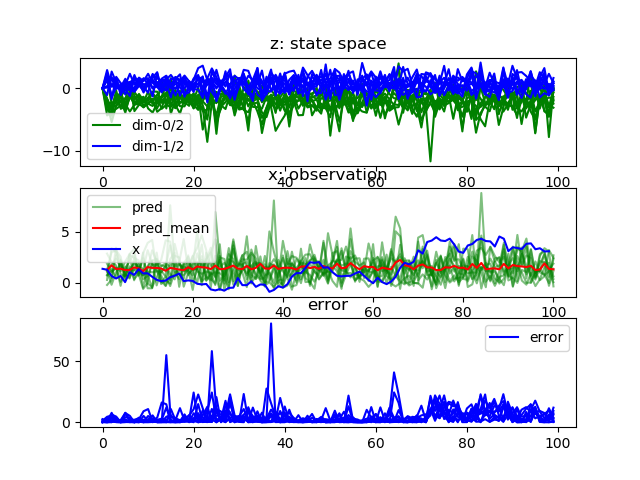 z: state space
0
−10
dim-0/2
dim-1/2
0 20 40 60 80 100
x: observation
5
0
pred
pred_mean
x
0 20 40 60 80 100
error
50
0
error
0 20 40 60 80 100